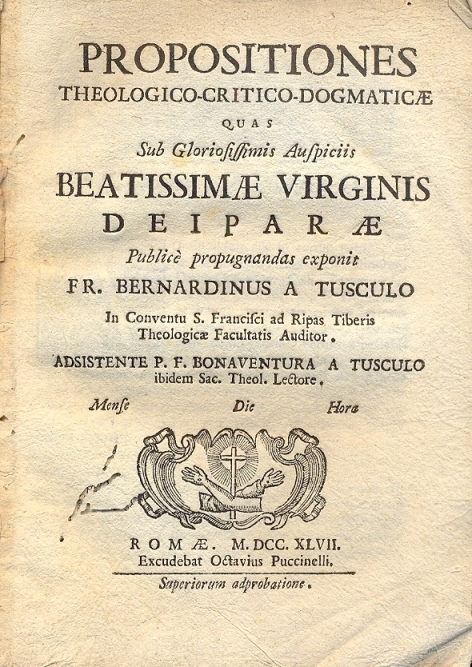 PROPOSITIONES
THEOLOGICO-CRITICO-DOGMATICÆ
QUAS
Sub Gloriosiſſimis Auſpiciis
BEATISSIMÆ VIRGINIS
DEIPARÆ
Publicè propugnandas exponit
FR. BERNARDINUS A TUSCULO
In Conventu S. Franciſci ad Ripas Tiberis
Theologicæ Facultatis Auditor.
ADSISTENTE P. F. BONAVENTURA A TUSCULO
ibidem Sac. Theol. Lectore.
Menſe Die Hora
ROMÆ. M.DCC.XLVII.
Excudebat Octavius Puccinelli.
Superiorum adprobatione.